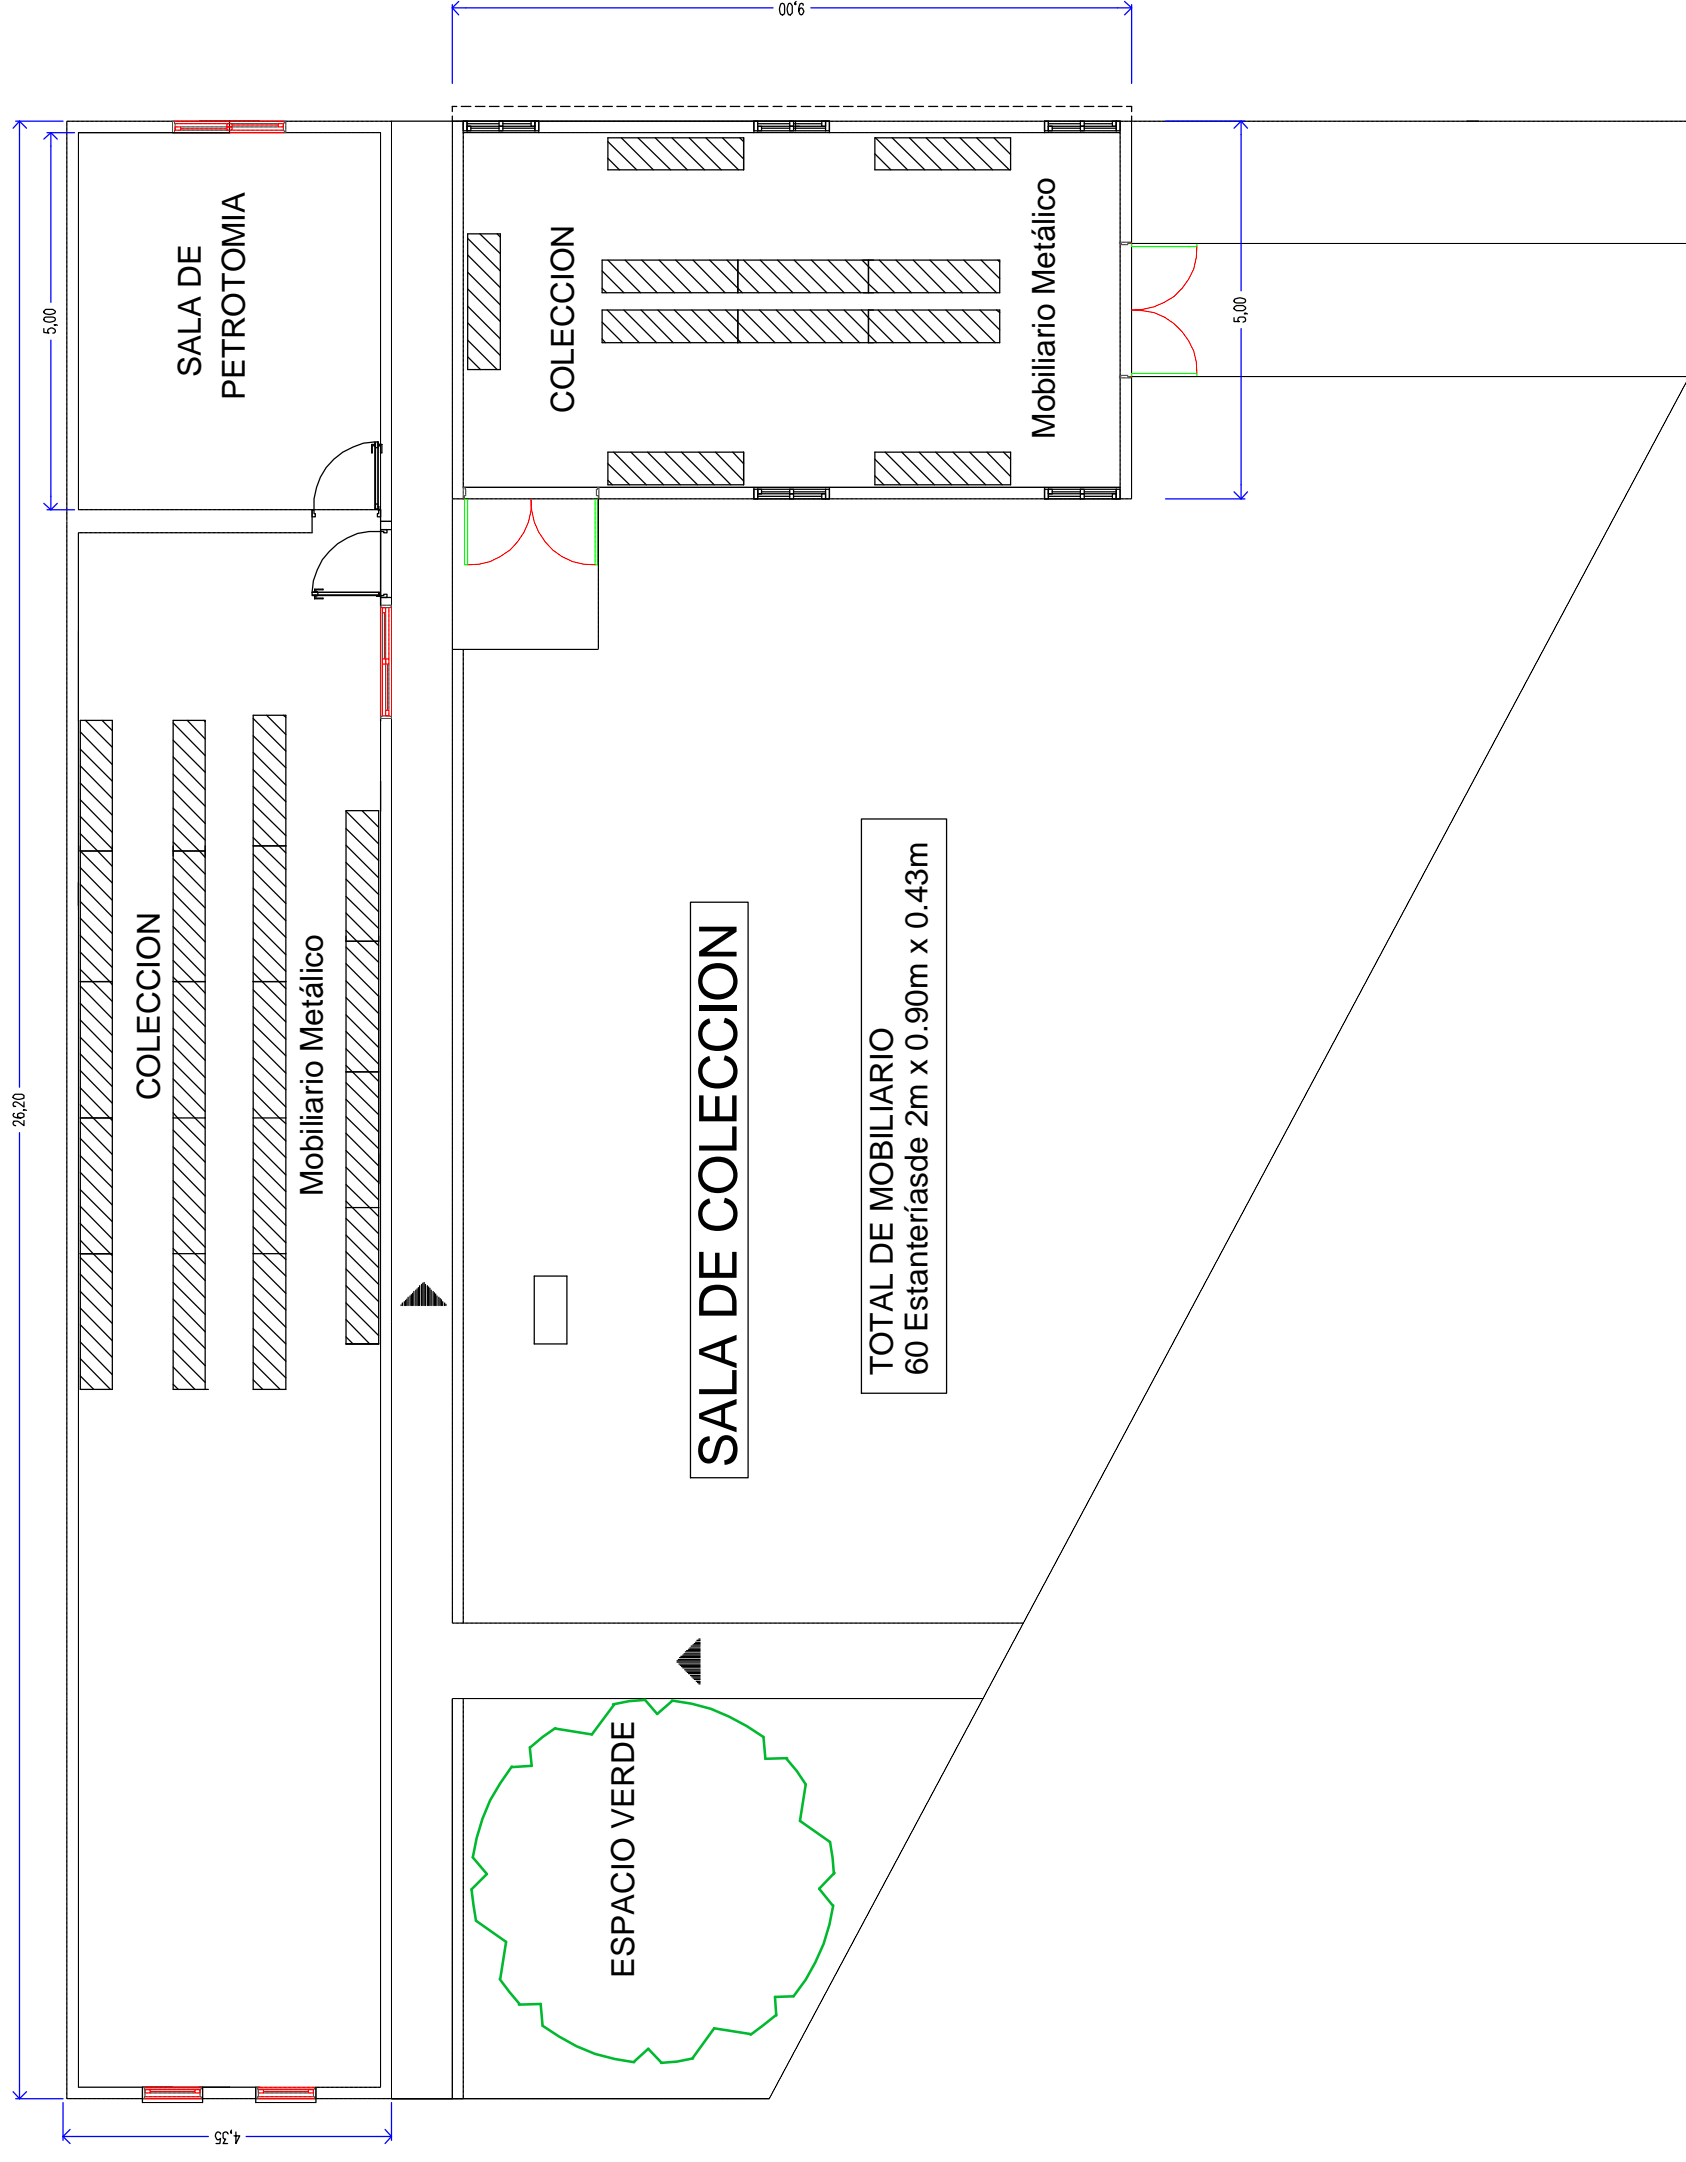 9,00
26,20
5,00
SALA DE
PETROTOMIA
COLECCION
Mobiliario Metálico
5,00
COLECCION
Mobiliario Metálico
SALA DE COLECCION
TOTAL DE MOBILIARIO
60 Estanteríasde 2m x 0.90m x 0.43m
ESPACIO VERDE
4,35